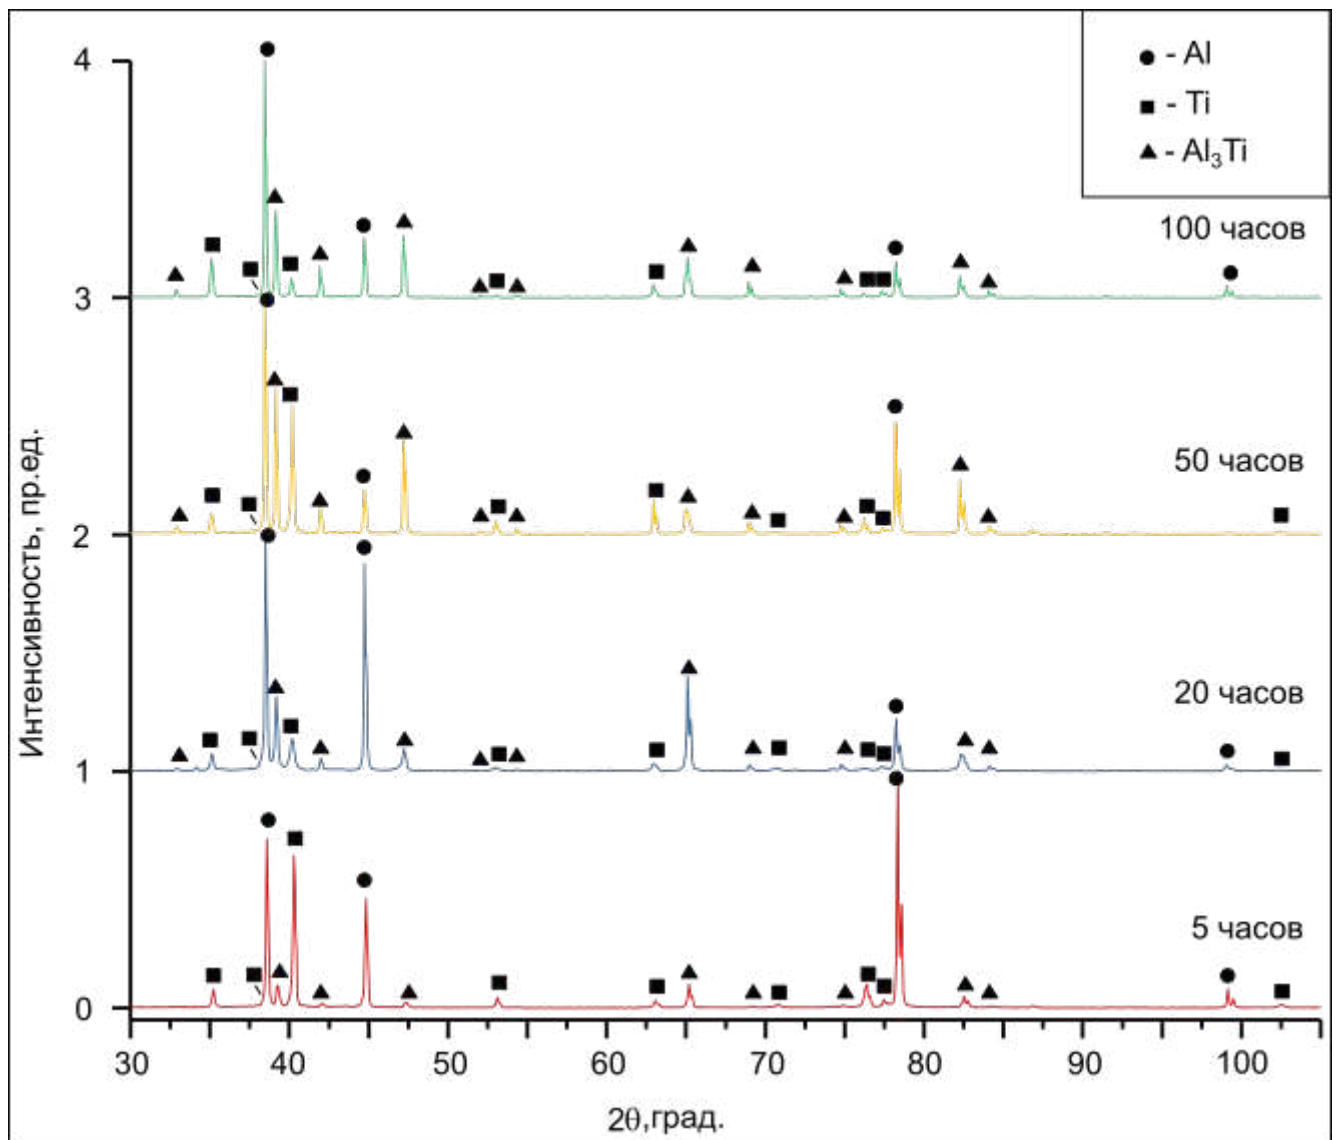 - Al
- Ti
- Al₃Ti
4
100 часов
3
50 часов
2
20 часов
1
5 часов
0
30 40 50 60 70 80 90 100
2θ,град.
Интенсивность, пр.ед.